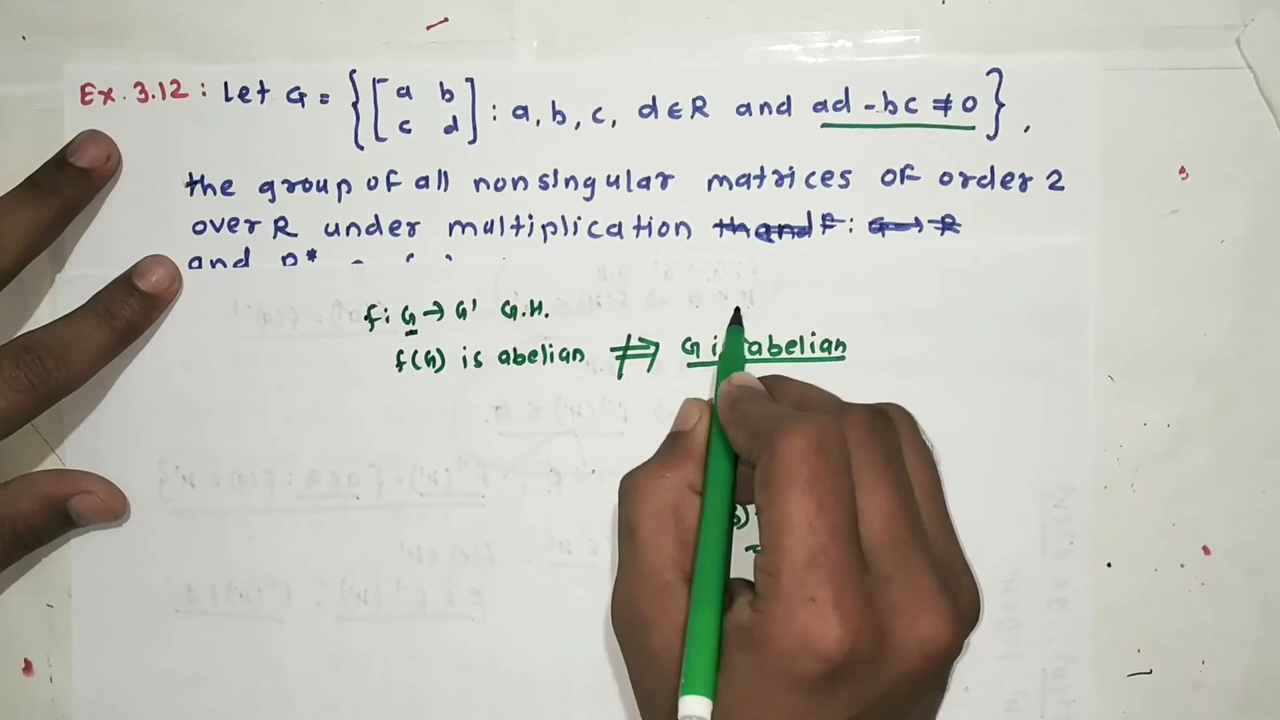 Ex. 3.12 : Let G = { [ a b
c d ] : a, b, c, d ∈ R and ad - bc ≠ 0 } ,
the group of all nonsingular matrices of order 2
over R under multiplication
and
f : G → G' G.H.
f(G) is abelian ⇏ G is abelian